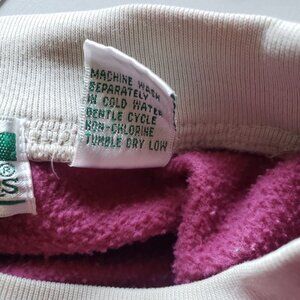 MACHINE WASH
SEPARATELY
IN COLD WATER
GENTLE CYCLE
NON-CHLORINE
TUMBLE DRY LOW
®
S